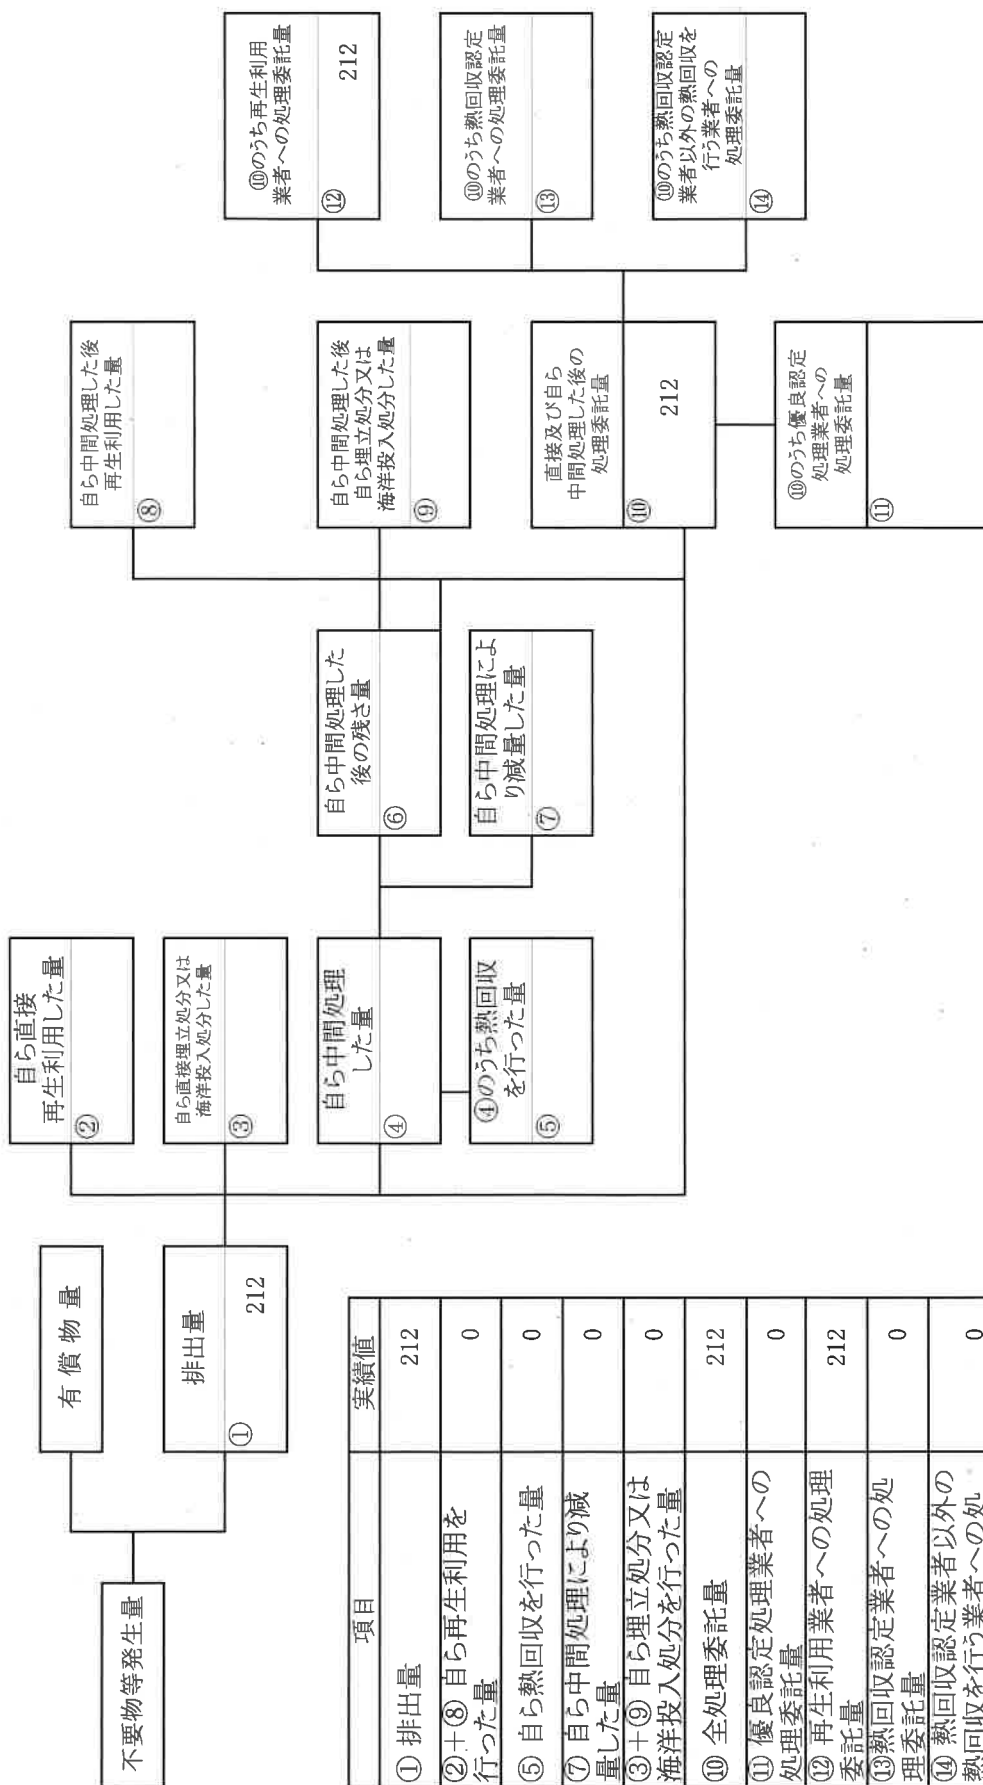 不要物等発生量
有償物量
排出量
①
212
自ら直接
再生利用した量
②
自ら直接埋立処分又は
海洋投入処分した量
③
自ら中間処理
した量
④
④のうち熱回収
を行った量
⑤
自ら中間処理した
後の残さ量
⑥
自ら中間処理によ
り減量した量
⑦
自ら中間処理した後
再生利用した量
⑧
自ら中間処理した後
自ら埋立処分又は
海洋投入処分した量
⑨
直接及び自ら
中間処理した後の
処理委託量
⑩
212
⑩のうち優良認定
処理業者への
処理委託量
⑪
⑩のうち再生利用
業者への処理委託量
⑫
212
⑩のうち熱回収認定
業者への処理委託量
⑬
⑩のうち熱回収認定
業者以外の熱回収を
行う業者への
処理委託量
⑭
項目 実績値
① 排出量 212
②+⑧ 自ら再生利用を
行った量 0
⑤ 自ら熱回収を行った量 0
⑦ 自ら中間処理により減
量した量 0
③+⑨ 自ら埋立処分又は
海洋投入処分を行った量 0
⑩ 全処理委託量 212
⑪ 優良認定処理業者への
処理委託量 0
⑫ 再生利用業者への処理
委託量 212
⑬熱回収認定業者への処
理委託量 0
⑭ 熱回収認定業者以外の
熱回収を行う業者への処 0